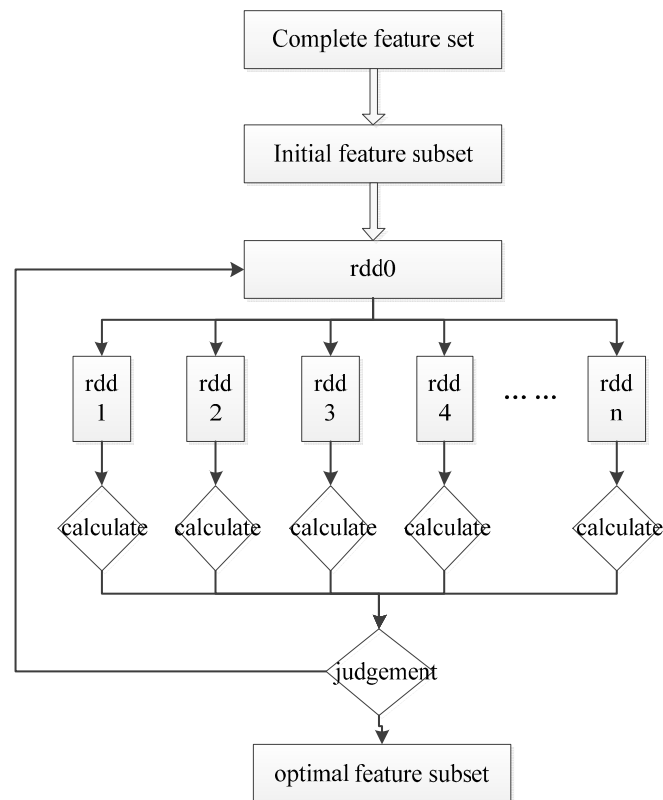 Complete feature set
Initial feature subset
rdd0
rdd
1
rdd
2
rdd
3
rdd
4
... ...
rdd
n
calculate
calculate
calculate
calculate
calculate
judgement
optimal feature subset